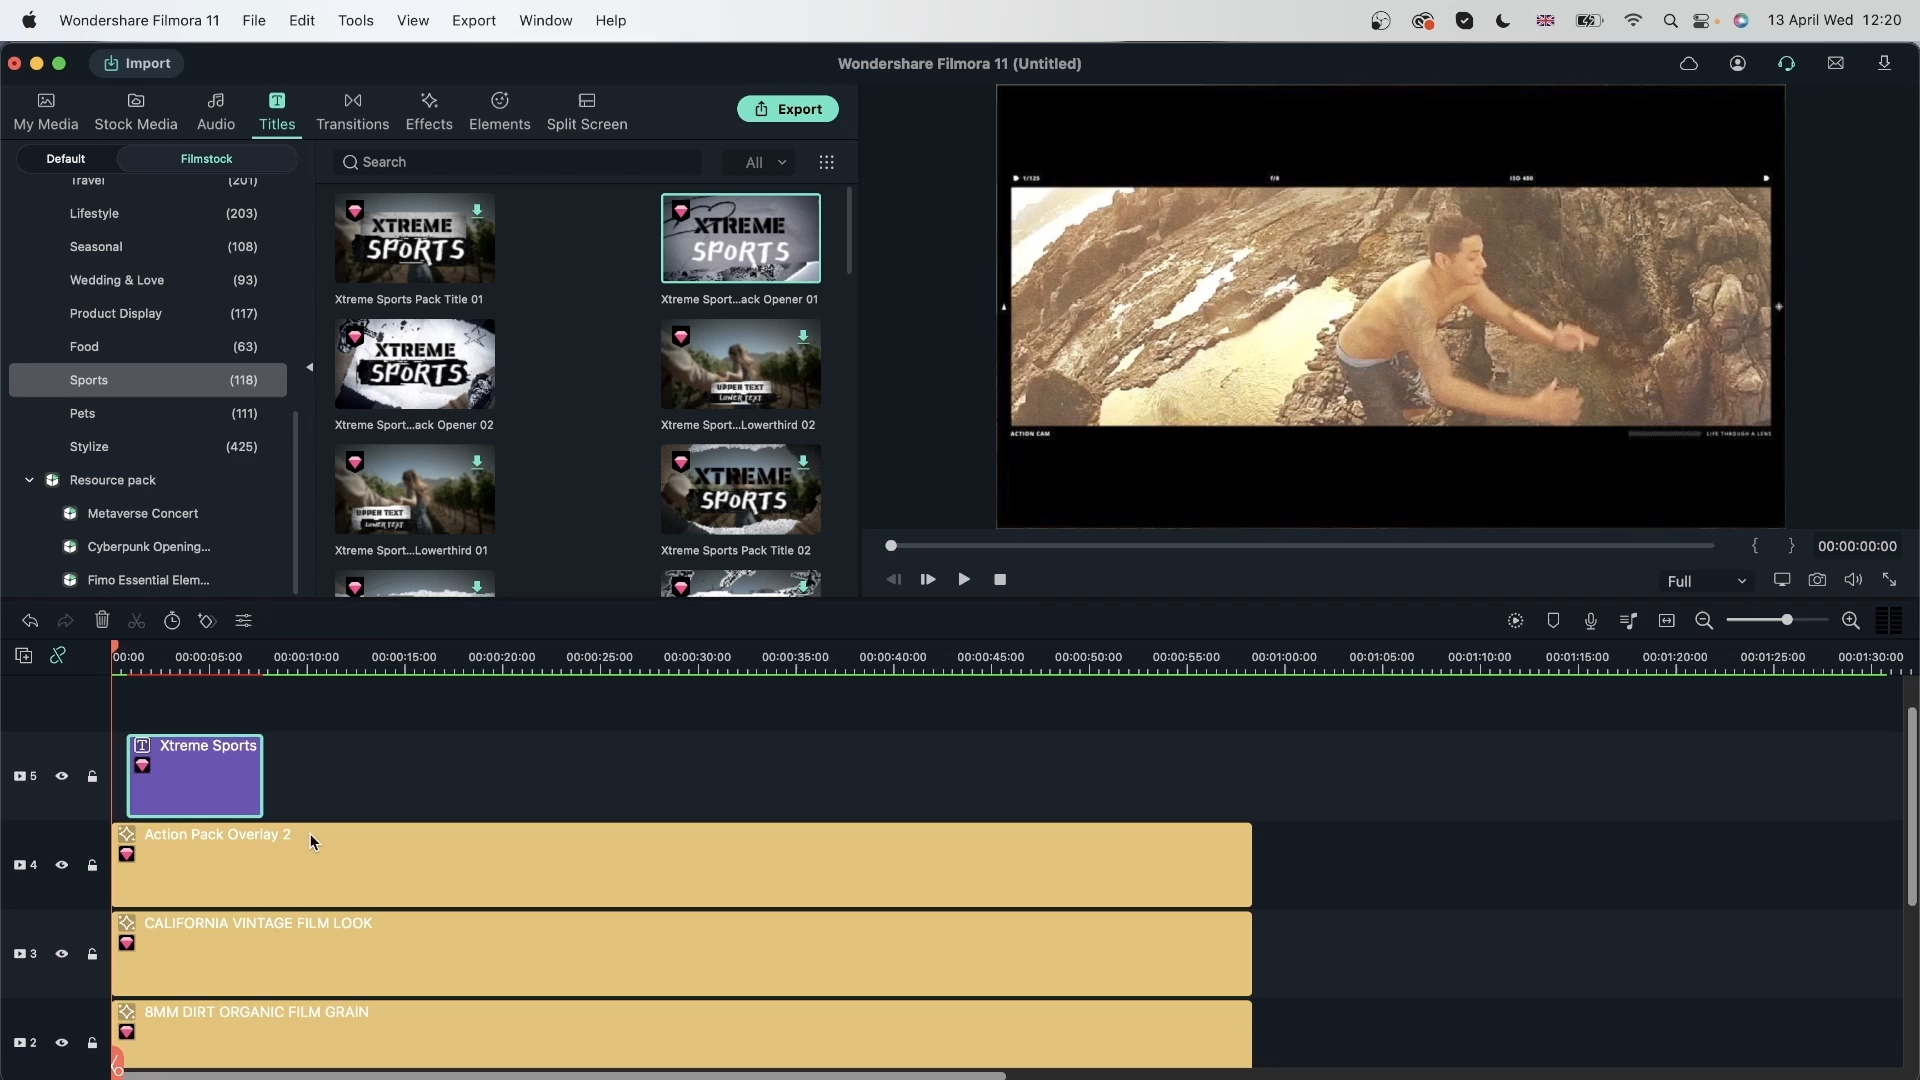 Wondershare Filmora 11 File Edit Tools View Export Window Help 13 April Wed 12:20
Import Wondershare Filmora 11 (Untitled)
My Media Stock Media Audio Titles Transitions Effects Elements Split Screen Export
Default Filmstock Search All
Travel (201)
Lifestyle (203)
Seasonal (108)
Wedding & Love (93)
Product Display (117)
Food (63)
Sports (118)
Pets (111)
Stylize (425)
Resource pack
Metaverse Concert
Cyberpunk Opening...
Fimo Essential Elem...
XTREME
SPORTS
Xtreme Sports Pack Title 01
XTREME
SPORTS
Xtreme Sport...ack Opener 01
XTREME
SPORTS
Xtreme Sport...ack Opener 02
UPPER TEXT
LOWER TEXT
Xtreme Sport...Lowerthird 02
UPPER TEXT
LOWER TEXT
Xtreme Sport...Lowerthird 01
XTREME
SPORTS
Xtreme Sports Pack Title 02
1/125 f/8 ISO 400
ACTION CAM LIFE THROUGH A LENS
00:00:00:00
Full
00:00 00:00:05:00 00:00:10:00 00:00:15:00 00:00:20:00 00:00:25:00 00:00:30:00 00:00:35:00 00:00:40:00 00:00:45:00 00:00:50:00 00:00:55:00 00:01:00:00 00:01:05:00 00:01:10:00 00:01:15:00 00:01:20:00 00:01:25:00 00:01:30:00
T Xtreme Sports
5
Action Pack Overlay 2
4
CALIFORNIA VINTAGE FILM LOOK
3
8MM DIRT ORGANIC FILM GRAIN
2